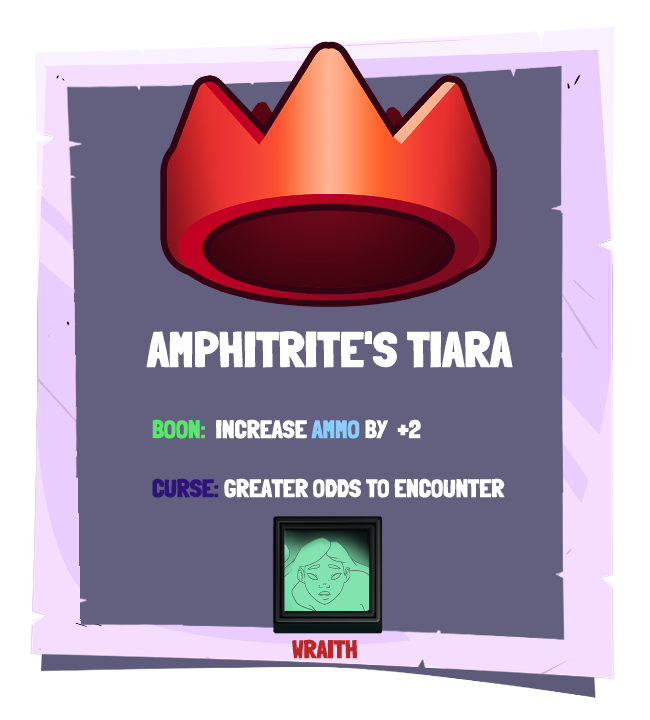 AMPHITRITE'S TIARA
BOON: INCREASE AMMO BY +2
CURSE: GREATER ODDS TO ENCOUNTER
WRAITH